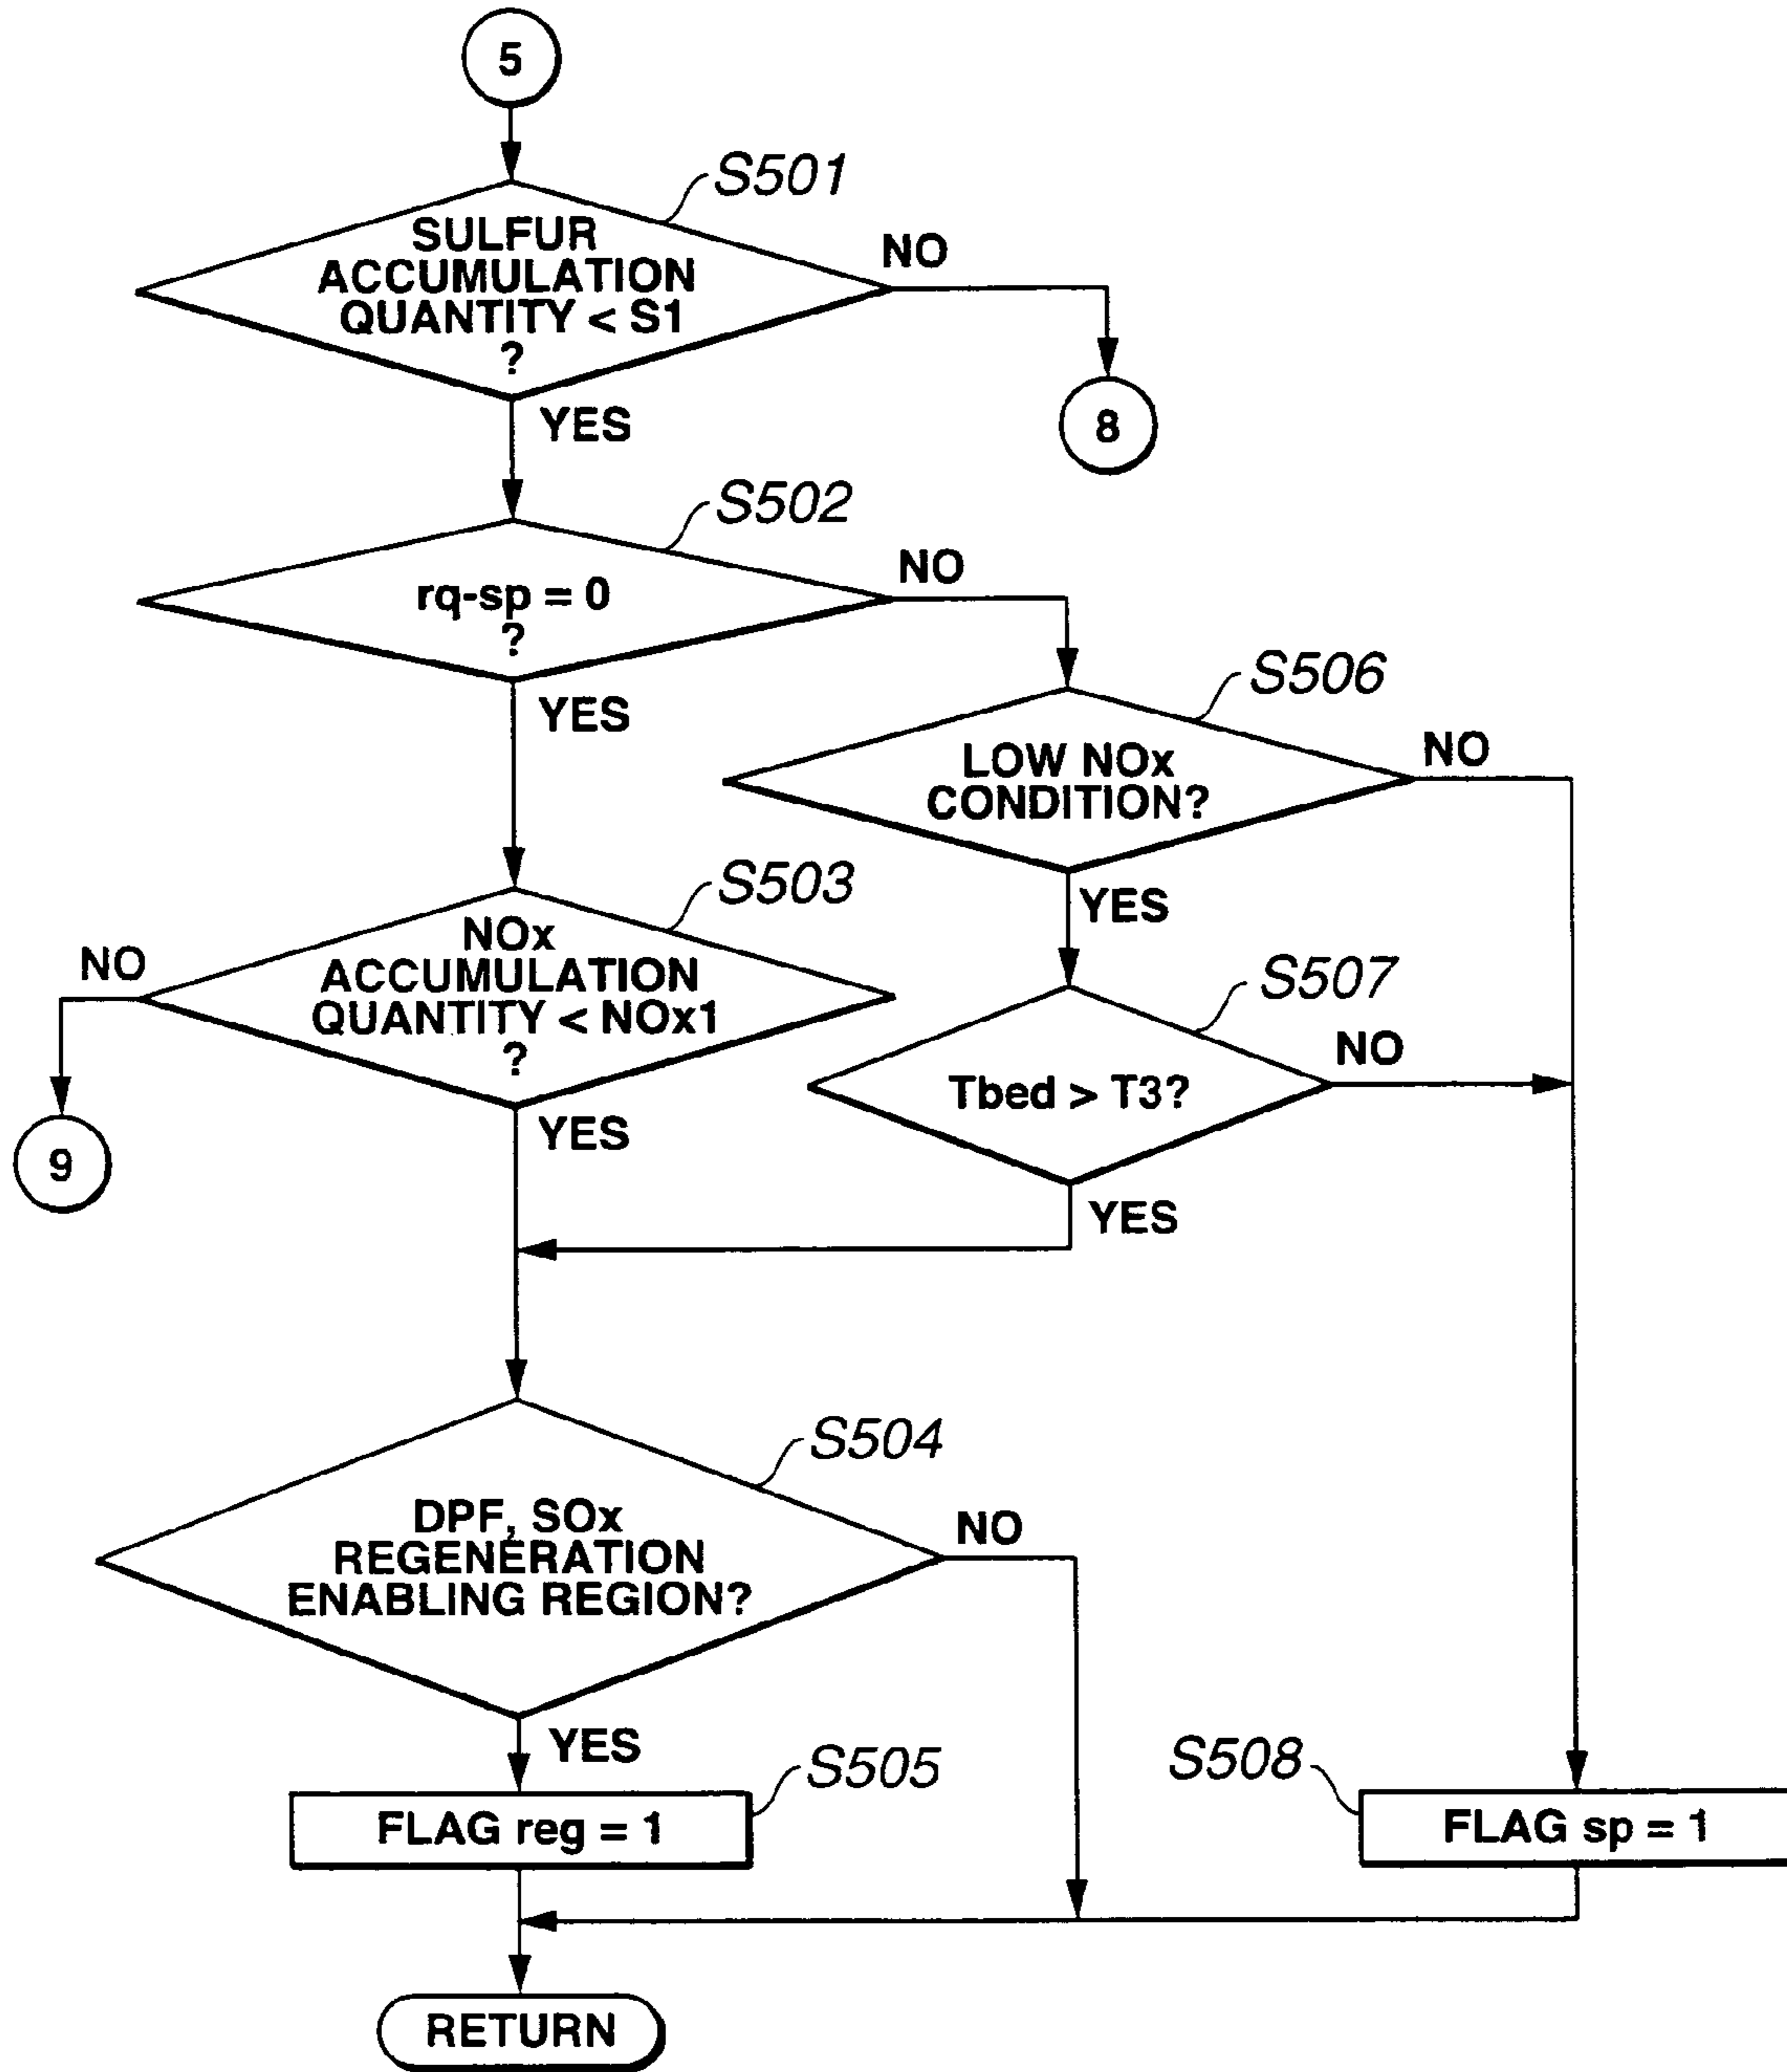 5
S501
SULFUR
ACCUMULATION
QUANTITY < S1
?
NO
8
YES
S502
rq-sp = 0
?
NO
YES
S506
LOW NOx
CONDITION?
NO
YES
S503
NOx
ACCUMULATION
QUANTITY < NOx1
?
NO
9
YES
S507
Tbed > T3?
NO
YES
S504
DPF, SOx
REGENERATION
ENABLING REGION?
NO
YES
S505
FLAG reg = 1
S508
FLAG sp = 1
RETURN